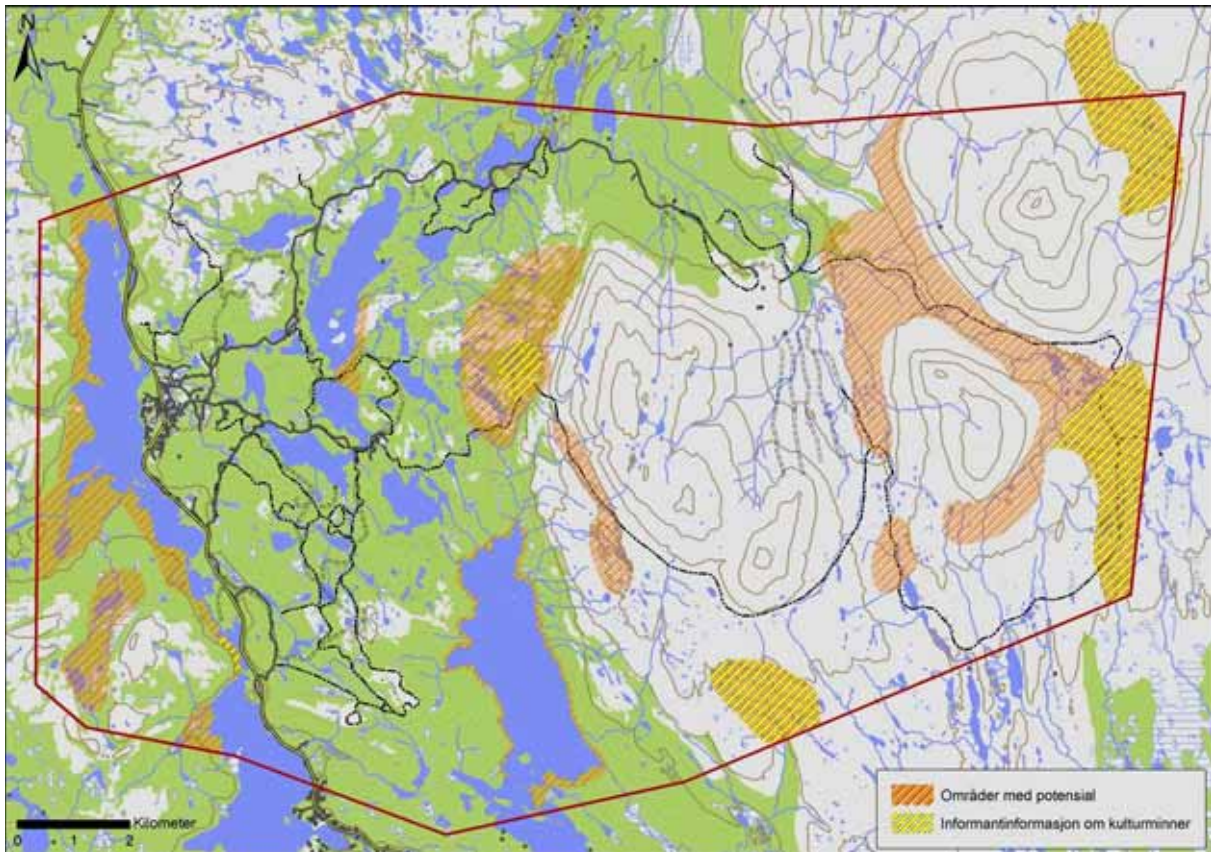 N
Områder med potensial
Informantinformasjon om kulturminner
Kilometer
0 1 2